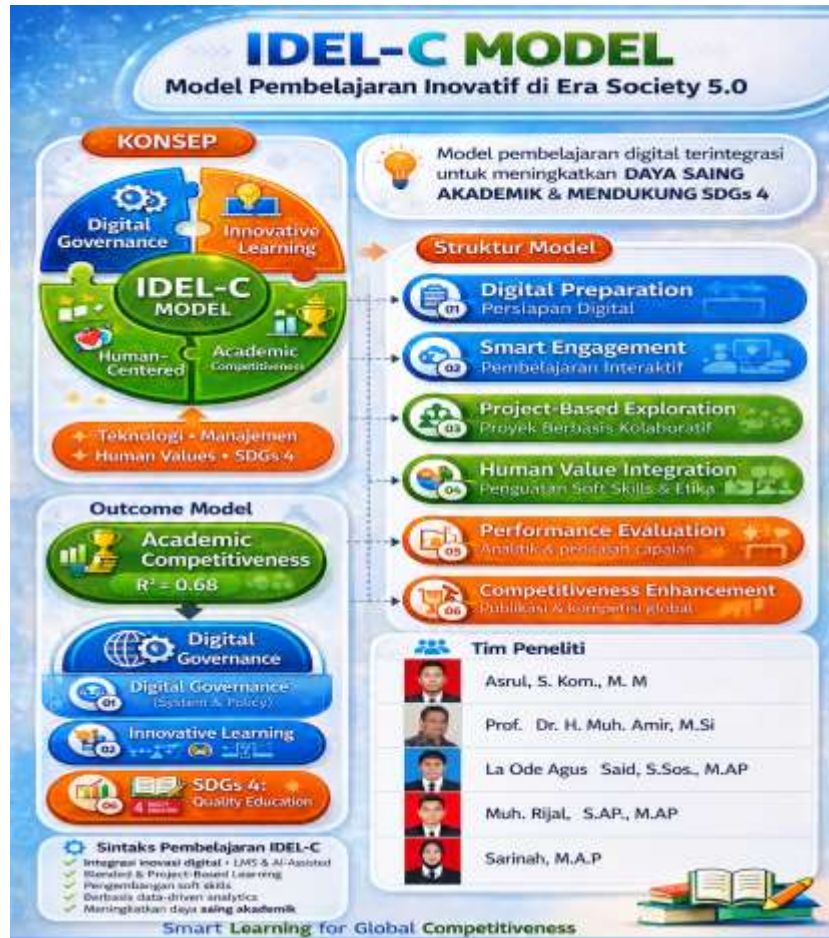 IDEL-C MODEL
Model Pembelajaran Inovatif di Era Society 5.0
KONSEP
Digital
Governance
Innovative
Learning
IDEL-C
MODEL
Human-
Centered
Academic
Competitiveness
Teknologi • Manajemen
Human Values • SDGs 4
Model pembelajaran digital terintegrasi
untuk meningkatkan DAYA SAING
AKADEMIK & MENDUKUNG SDGs 4
Struktur Model
01
Digital Preparation
Persiapan Digital
02
Smart Engagement
Pembelajaran Interaktif
03
Project-Based Exploration
Proyek Berbasis Kolaboratif
04
Human Value Integration
Penguatan Soft Skills & Etika
05
Performance Evaluation
Analitik & penilaian capaian
06
Competitiveness Enhancement
Publikasi & kompetisi global
Outcome Model
Academic
Competitiveness
R² = 0.68
Digital
Governance
01
Digital Governance
(System & Policy)
02
Innovative Learning
06
SDGs 4:
4
Quality Education
Sintaks Pembelajaran IDEL-C
Integrasi inovasi digital • LMS & AI-Assisted
Blended & Project-Based Learning
Pengembangan soft skills
Berbasis data-driven analytics
Meningkatkan daya saing akademik
Tim Peneliti
Asrul, S. Kom., M. M
Prof. Dr. H. Muh. Amir, M.Si
La Ode Agus Said, S.Sos., M.AP
Muh. Rijal, S.AP., M.AP
Sarinah, M.A.P
Smart Learning for Global Competitiveness